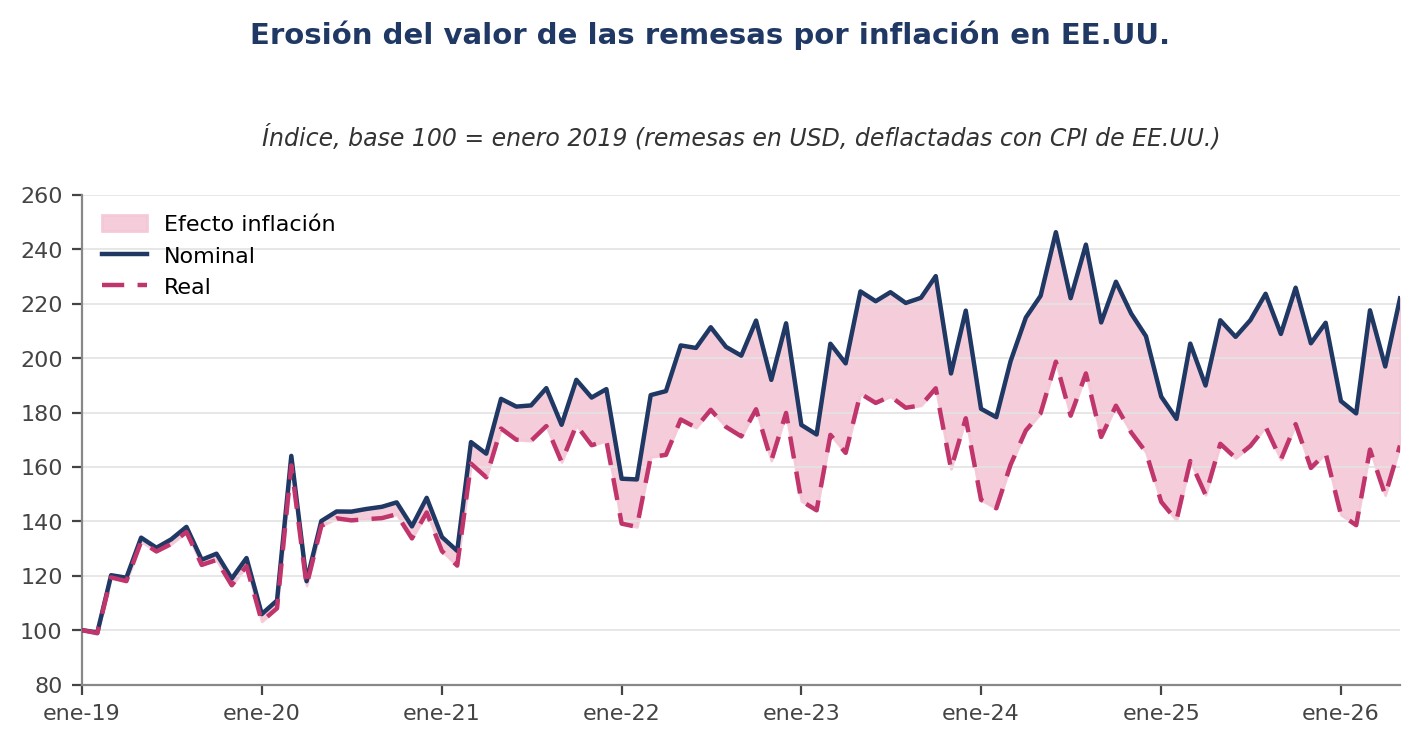 Erosión del valor de las remesas por inflación en EE.UU.
Índice, base 100 = enero 2019 (remesas en USD, deflactadas con CPI de EE.UU.)
260
240
220
200
180
160
140
120
100
80
Efecto inflación
Nominal
Real
ene-19
ene-20
ene-21
ene-22
ene-23
ene-24
ene-25
ene-26